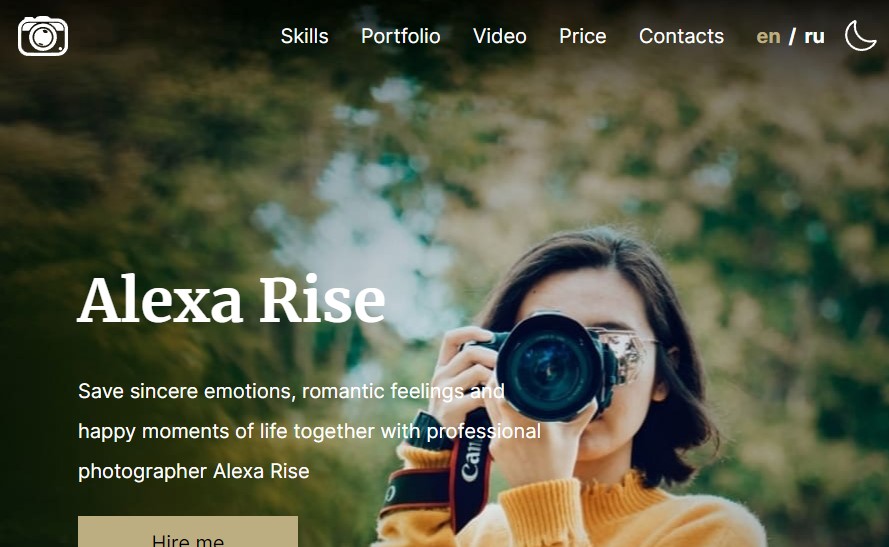 Skills Portfolio Video Price Contacts en / ru
Alexa Rise
Save sincere emotions, romantic feelings and
happy moments of life together with professional
photographer Alexa Rise
Hire me